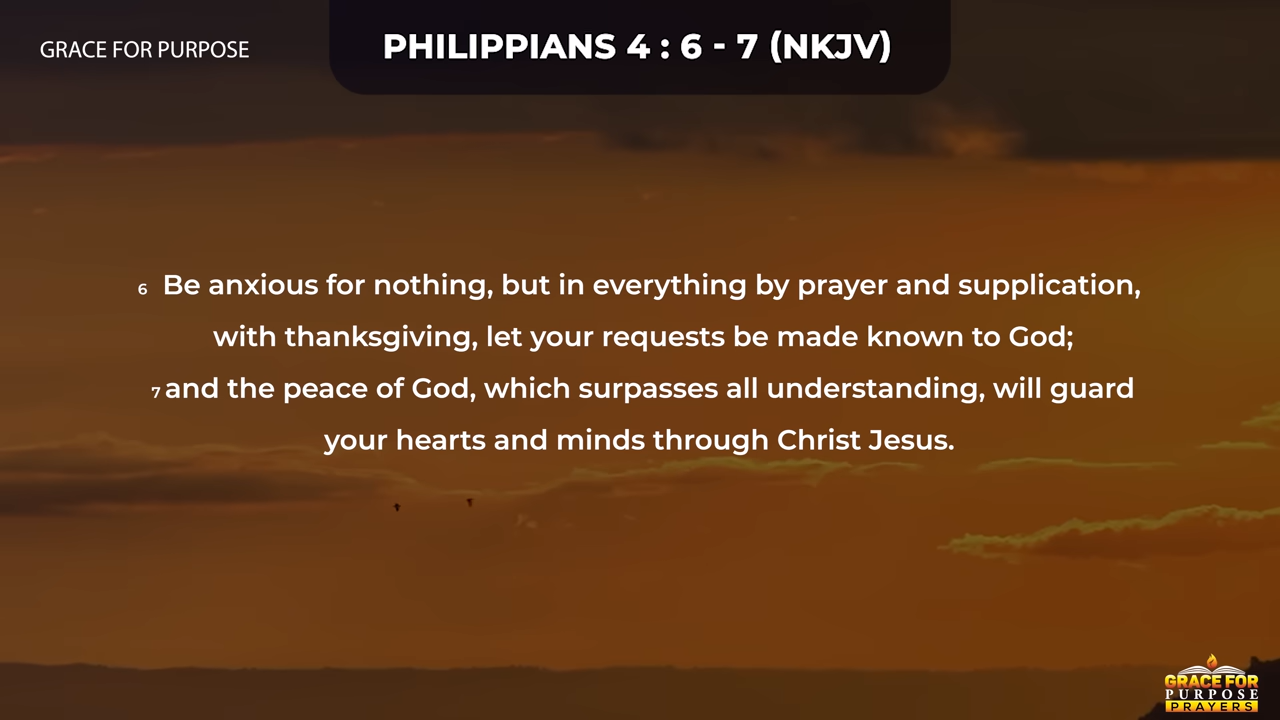 GRACE FOR PURPOSE
PHILIPPIANS 4 : 6 - 7 (NKJV)
6 Be anxious for nothing, but in everything by prayer and supplication,
with thanksgiving, let your requests be made known to God;
7 and the peace of God, which surpasses all understanding, will guard
your hearts and minds through Christ Jesus.
GRACE FOR
PURPOSE
PRAYERS